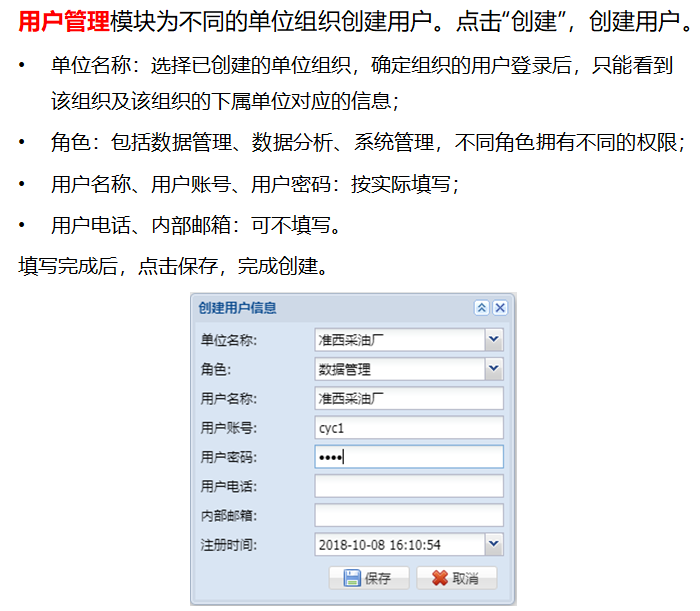 用户管理模块为不同的单位组织创建用户。点击“创建”，创建用户。
• 单位名称：选择已创建的单位组织，确定组织的用户登录后，只能看到
该组织及该组织的下属单位对应的信息；
• 角色：包括数据管理、数据分析、系统管理，不同角色拥有不同的权限；
• 用户名称、用户账号、用户密码：按实际填写；
• 用户电话、内部邮箱：可不填写。
填写完成后，点击保存，完成创建。
创建用户信息
单位名称: 准西采油厂
角色: 数据管理
用户名称: 准西采油厂
用户账号: cyc1
用户密码: ••••
用户电话:
内部邮箱:
注册时间: 2018-10-08 16:10:54
保存 取消